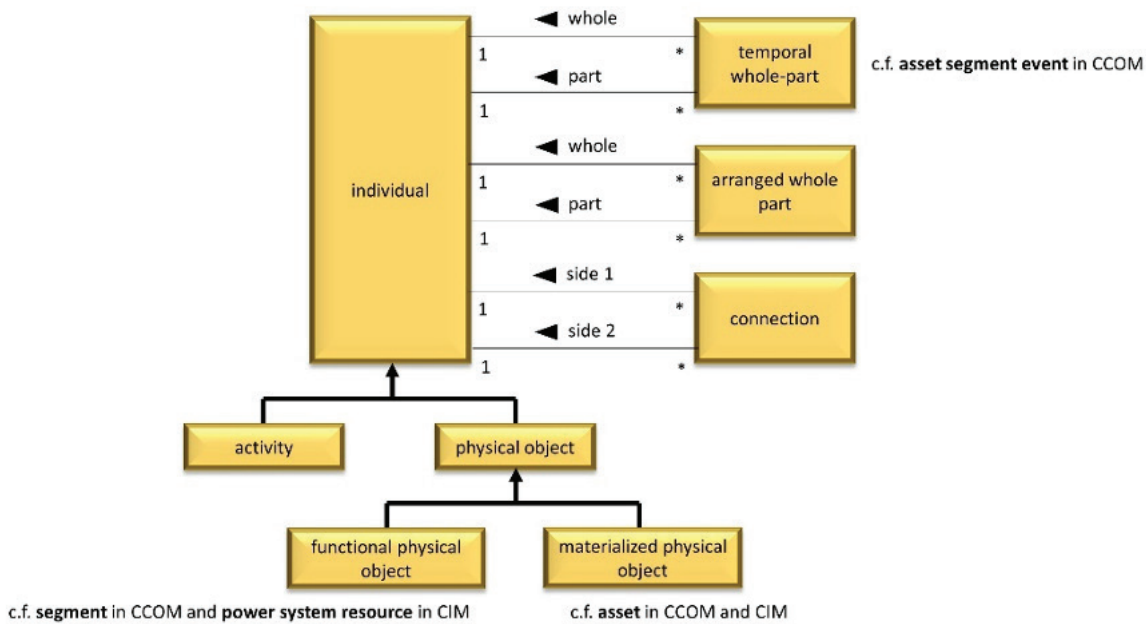 ◄ whole
1 *
temporal
whole-part
c.f. asset segment event in CCOM
◄ part
1 *
◄ whole
1 *
individual
arranged whole
part
◄ part
1 *
◄ side 1
1 *
connection
◄ side 2
1 *
activity
physical object
functional physical
object
materialized physical
object
c.f. segment in CCOM and power system resource in CIM
c.f. asset in CCOM and CIM